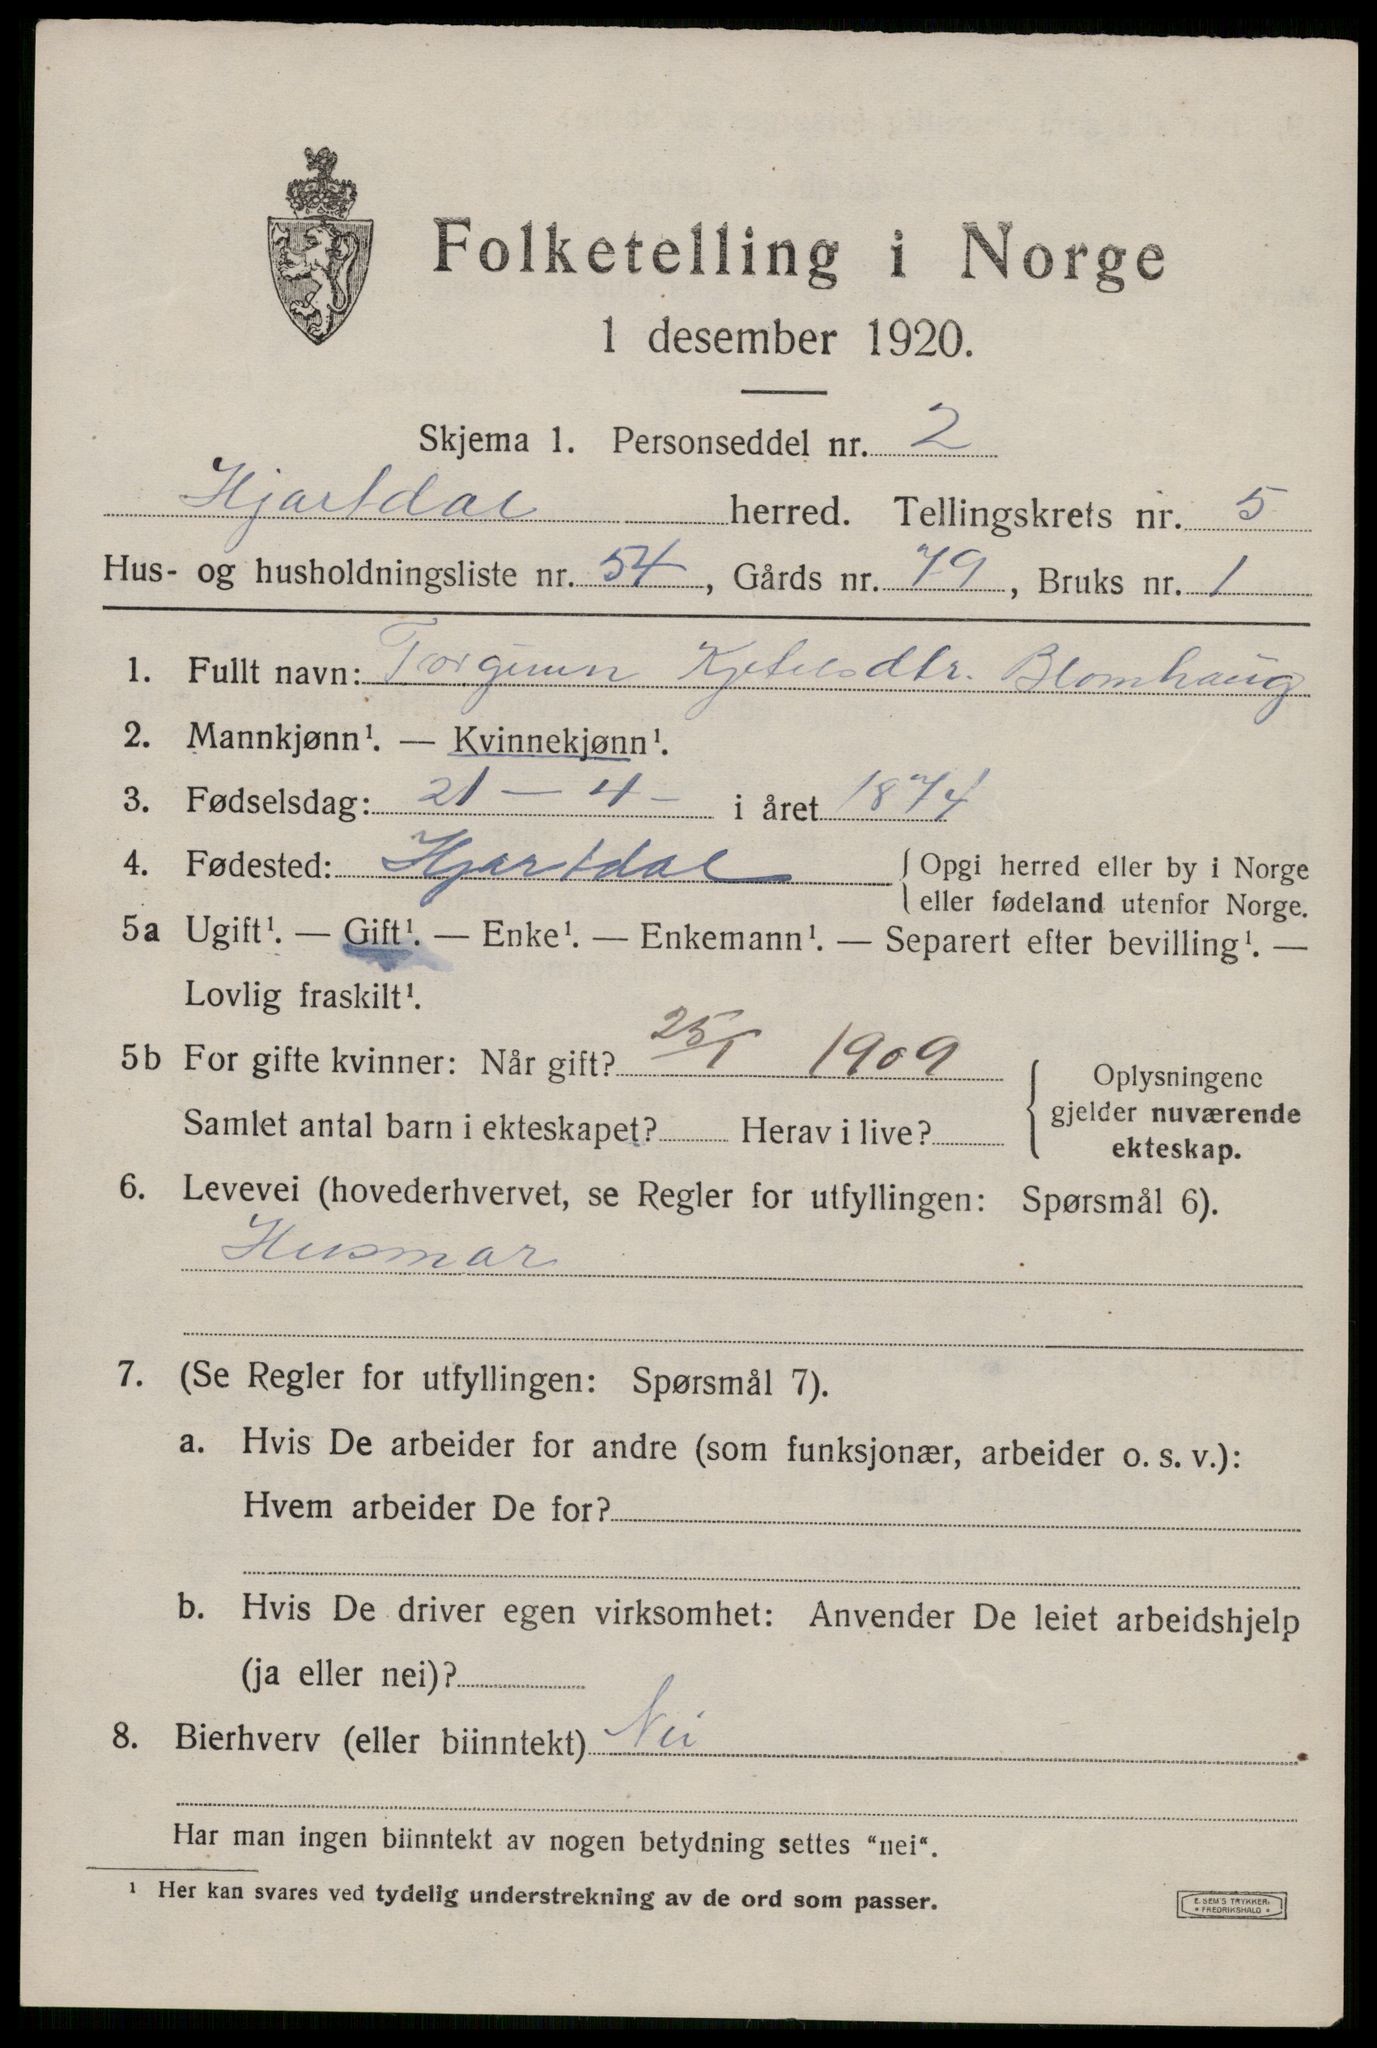 Folketelling i Norge
1 desember 1920.
Skjema 1. Personseddel nr. 2
Hjartdal herred. Tellingskrets nr. 5
Hus- og husholdningsliste nr. 54, Gårds nr. 79, Bruks nr. 1
1. Fullt navn: Torgunn Kjetilsdtr. Blomhaug
2. Mannkjønn¹. — Kvinnekjønn¹.
3. Fødselsdag: 21 — 4 — i året 1874
4. Fødested: Hjartdal { Opgi herred eller by i Norge
eller fødeland utenfor Norge.
5a Ugift¹. — Gift¹. — Enke¹. — Enkemann¹. — Separert efter bevilling¹. —
Lovlig fraskilt¹.
5b For gifte kvinner: Når gift? 25/1 1909
Samlet antal barn i ekteskapet? Herav i live?
{ Oplysningene
gjelder nuværende
ekteskap.
6. Levevei (hovederhvervet, se Regler for utfyllingen: Spørsmål 6).
Husmor
7. (Se Regler for utfyllingen: Spørsmål 7).
a. Hvis De arbeider for andre (som funksjonær, arbeider o. s. v.):
Hvem arbeider De for?
b. Hvis De driver egen virksomhet: Anvender De leiet arbeidshjelp
(ja eller nei)?
8. Bierhverv (eller biinntekt) Nei
Har man ingen biinntekt av nogen betydning settes "nei".
¹ Her kan svares ved tydelig understrekning av de ord som passer.
E. SEM'S TRYKKERI
* FREDRIKSHALD *